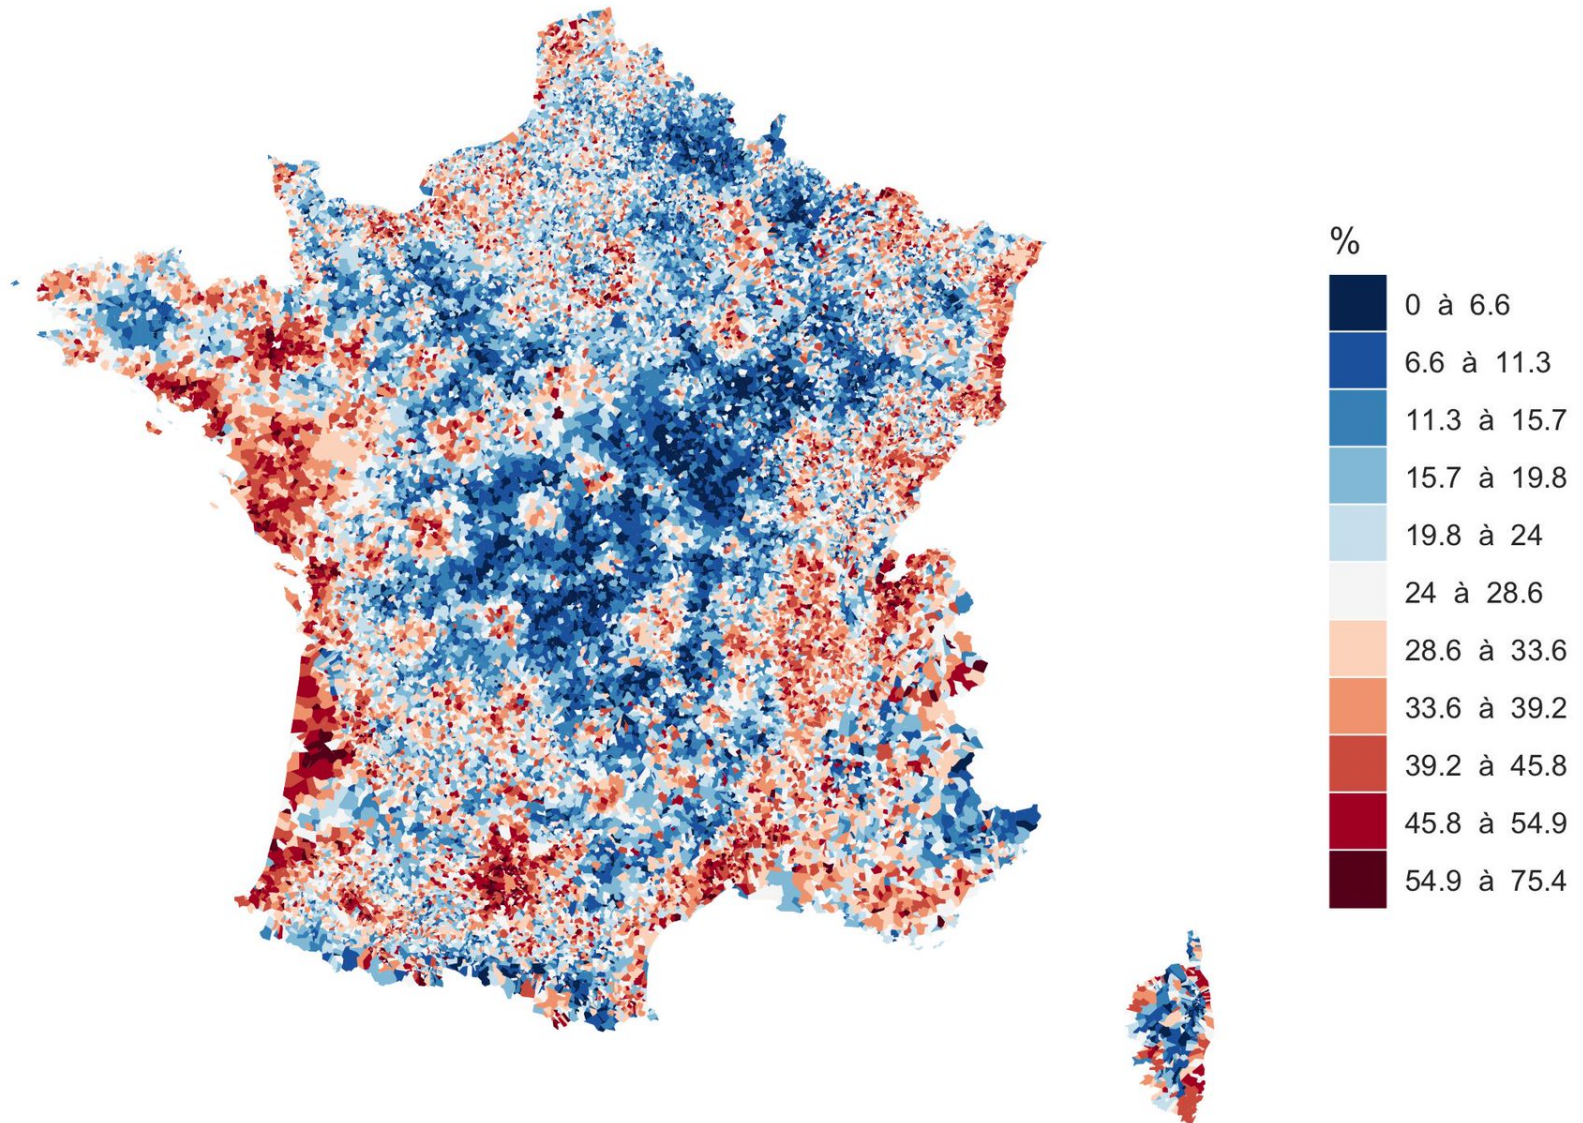 %
0 à 6.6
6.6 à 11.3
11.3 à 15.7
15.7 à 19.8
19.8 à 24
24 à 28.6
28.6 à 33.6
33.6 à 39.2
39.2 à 45.8
45.8 à 54.9
54.9 à 75.4